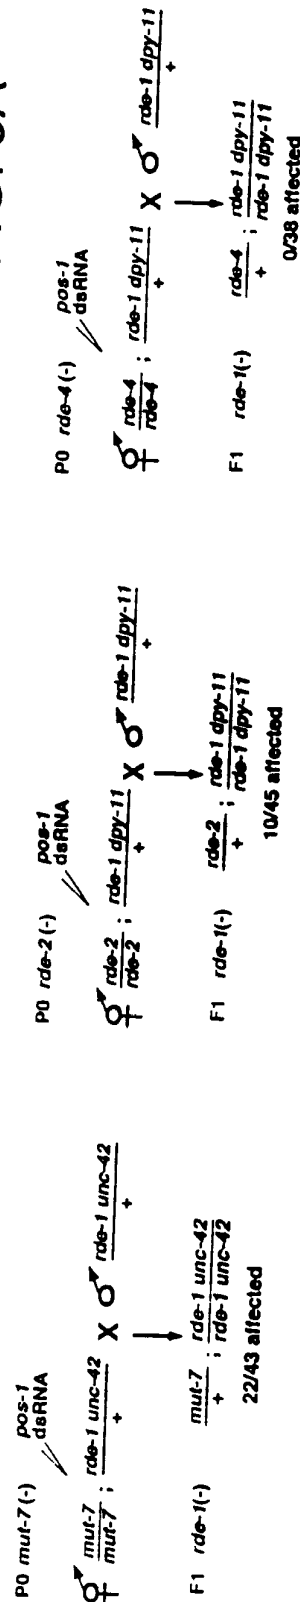 P0 mut-7 (-)
pos-1
dsRNA
mut-7
mut-7
; rde-1 unc-42
+
X
rde-1 unc-42
+
F1 rde-1(-)
mut-7
+
; rde-1 unc-42
rde-1 unc-42
22/43 affected
P0 rde-2 (-)
pos-1
dsRNA
rde-2
rde-2
; rde-1 dpy-11
+
X
rde-1 dpy-11
+
F1 rde-1(-)
rde-2
+
; rde-1 dpy-11
rde-1 dpy-11
10/45 affected
P0 rde-4 (-)
pos-1
dsRNA
rde-4
rde-4
; rde-1 dpy-11
+
X
rde-1 dpy-11
+
F1 rde-1(-)
rde-4
+
; rde-1 dpy-11
rde-1 dpy-11
0/38 affected